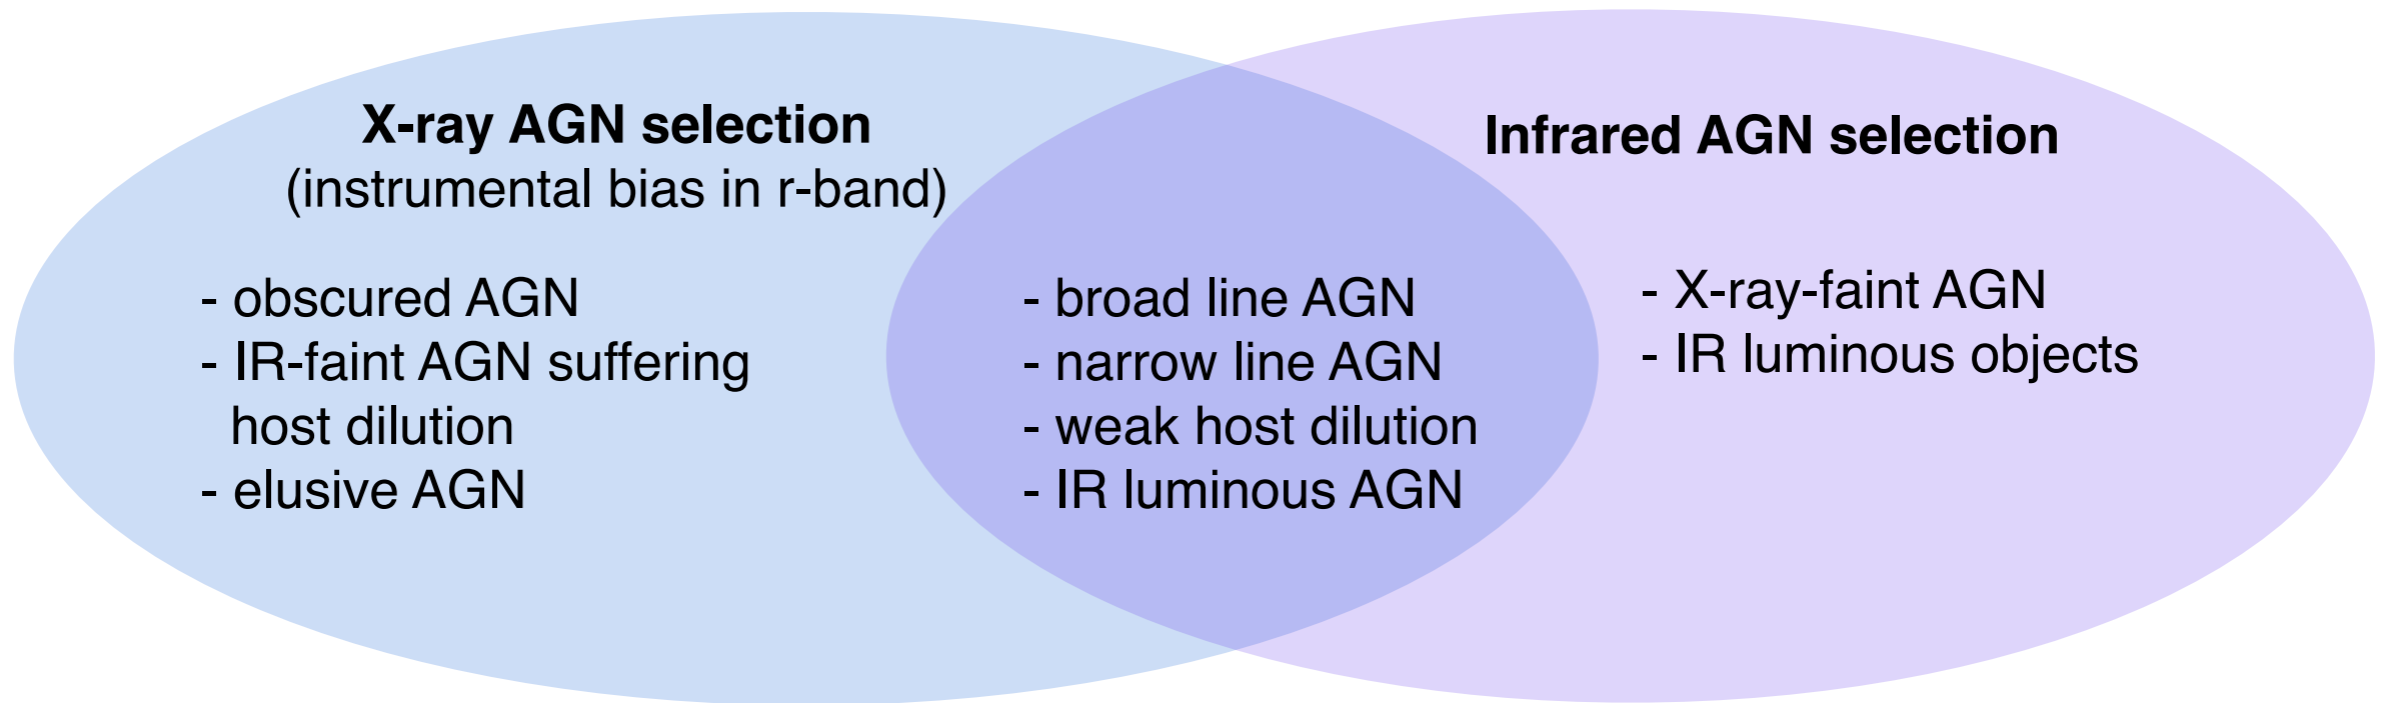 X-ray AGN selection
(instrumental bias in r-band)
- obscured AGN
- IR-faint AGN suffering
host dilution
- elusive AGN
- broad line AGN
- narrow line AGN
- weak host dilution
- IR luminous AGN
Infrared AGN selection
- X-ray-faint AGN
- IR luminous objects